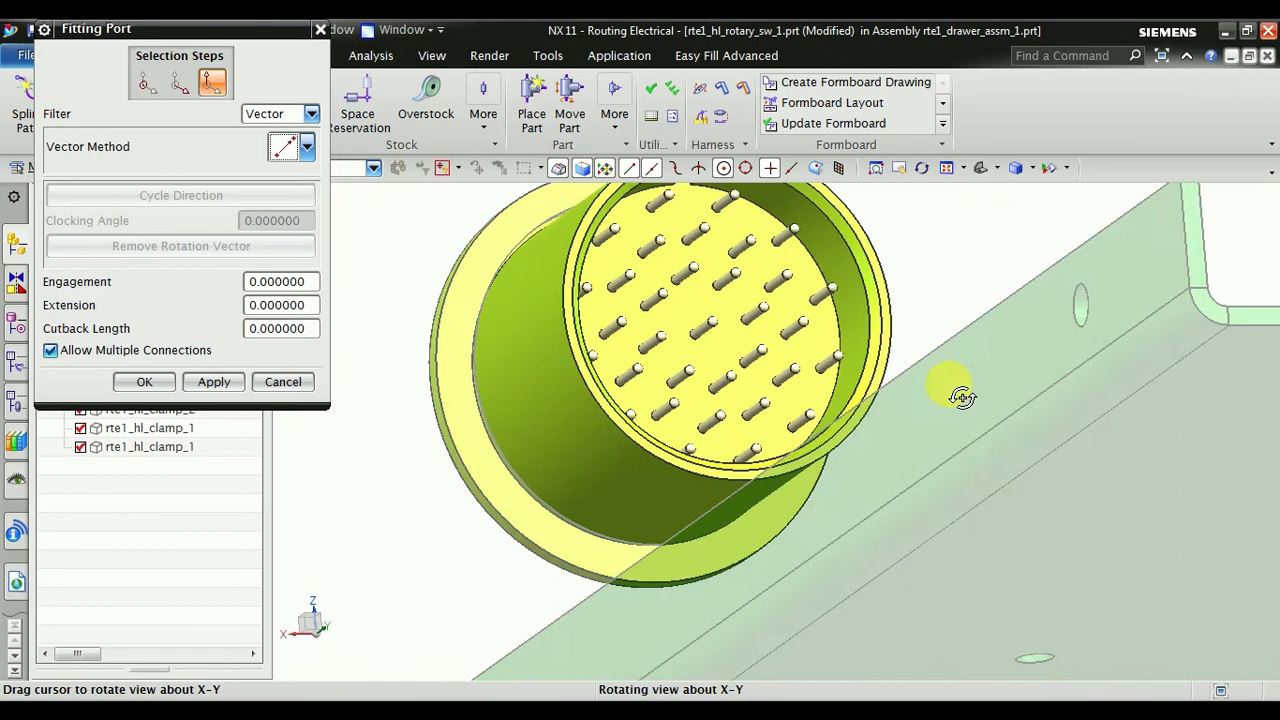 Fitting Port
Window
Window
NX 11 - Routing Electrical - [rte1_hl_rotary_sw_1.prt (Modified) in Assembly rte1_drawer_assm_1.prt]
SIEMENS
Selection Steps
Analysis
View
Render
Tools
Application
Easy Fill Advanced
Find a Command
Filter
Vector
Space
Reservation
Overstock
More
Place
Part
Move
Part
More
Create Formboard Drawing
Formboard Layout
Update Formboard
Vector Method
Stock
Part
Utili...
Harness
Formboard
Cycle Direction
Clocking Angle
0.000000
Remove Rotation Vector
Engagement
0.000000
Extension
0.000000
Cutback Length
0.000000
Allow Multiple Connections
OK
Apply
Cancel
rte1_hl_clamp_2
rte1_hl_clamp_1
rte1_hl_clamp_1
Z
X
Y
Drag cursor to rotate view about X-Y
Rotating view about X-Y